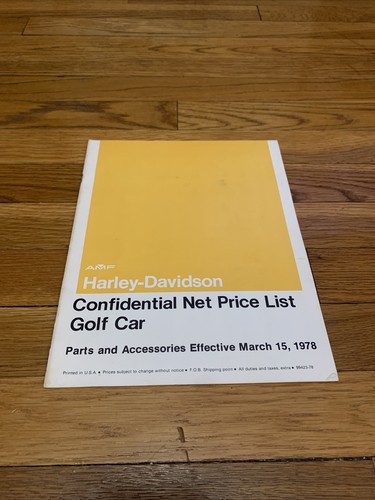 AMF
Harley-Davidson
Confidential Net Price List
Golf Car
Parts and Accessories Effective March 15, 1978
Printed in U.S.A. • Prices subject to change without notice • F.O.B. Shipping point • All duties and taxes, extra •